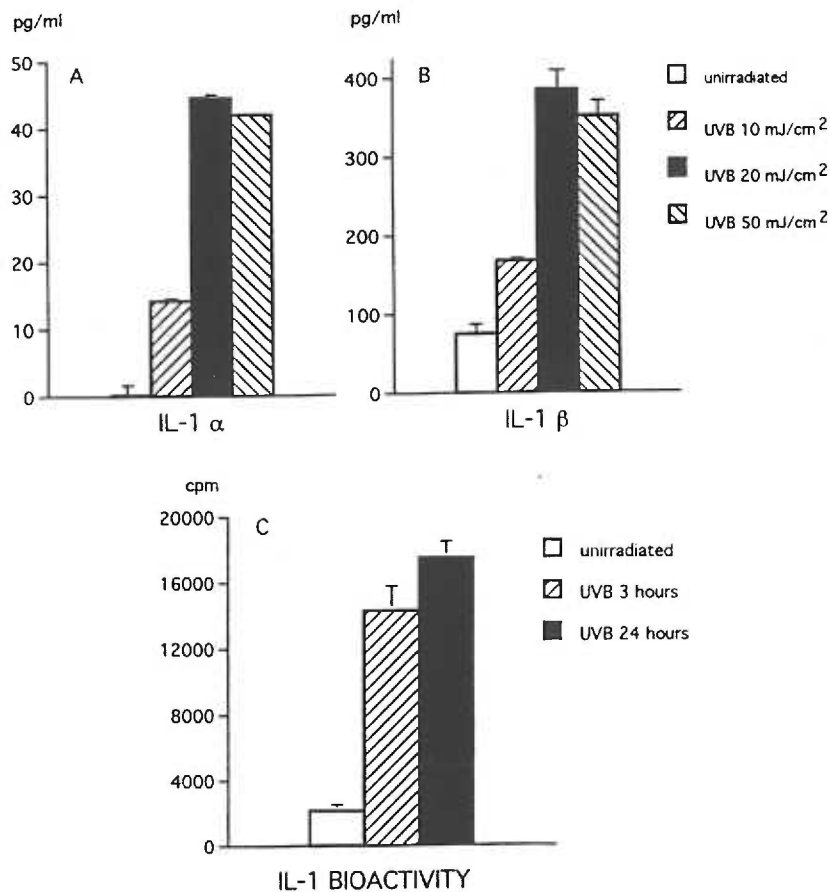 pg/ml
50
40
30
20
10
0
A
IL-1 α
pg/ml
400
300
200
100
0
B
IL-1 β
unirradiated
UVB 10 mJ/cm2
UVB 20 mJ/cm2
UVB 50 mJ/cm2
cpm
20000
16000
12000
8000
4000
0
C
IL-1 BIOACTIVITY
unirradiated
UVB 3 hours
UVB 24 hours